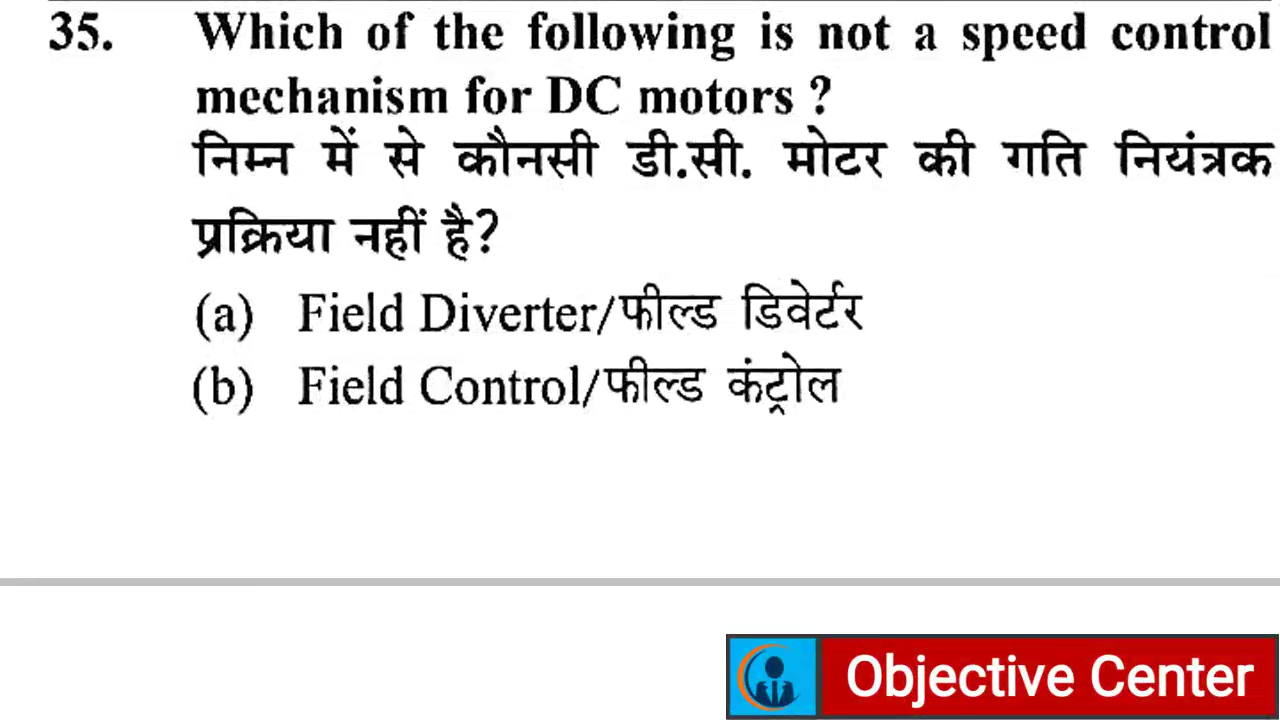 35. Which of the following is not a speed control
mechanism for DC motors ?
निम्न में से कौनसी डी.सी. मोटर की गति नियंत्रक
प्रक्रिया नहीं है?
(a) Field Diverter/फील्ड डिवेर्टर
(b) Field Control/फील्ड कंट्रोल
Objective Center